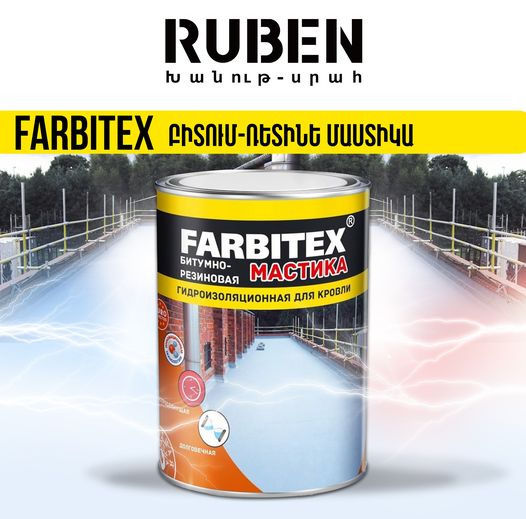 RUBEN
Խանութ-սրահ
FARBITEX ԲԻՏՈՒՄ-ՌԵՏԻՆԵ ՄԱՍՏԻԿԱ
FARBITEX®
БИТУМНО-
РЕЗИНОВАЯ
МАСТИКА
ГИДРОИЗОЛЯЦИОННАЯ ДЛЯ КРОВЛИ
ДОЛГОВЕЧНАЯ